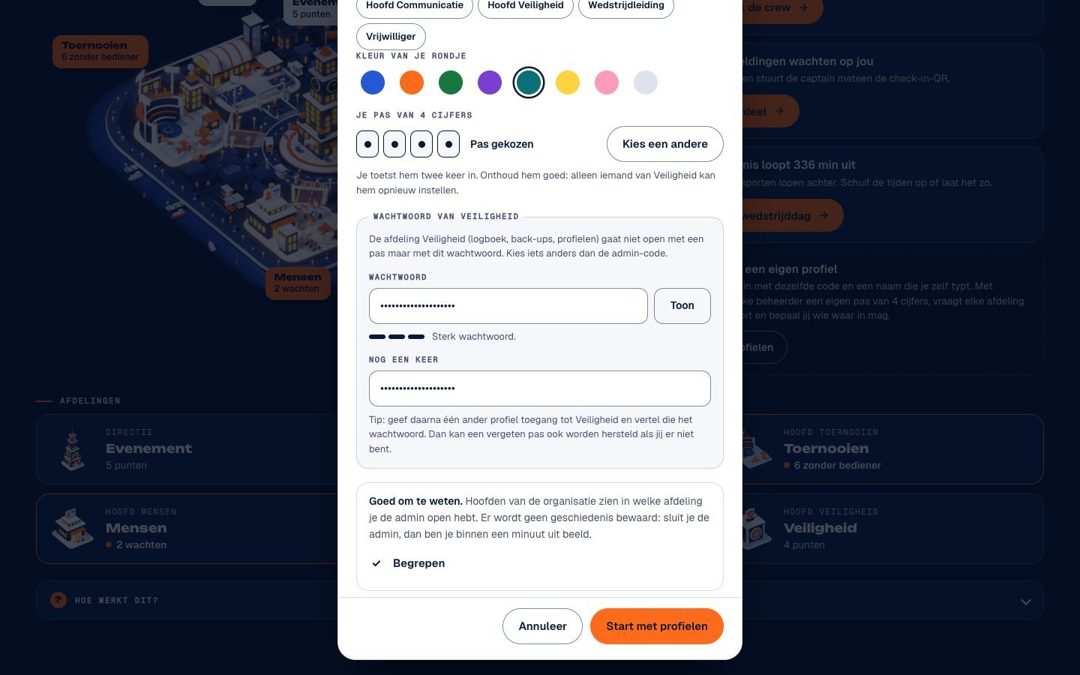 Evenem
5 punten
Toernooien
6 zonder bediener
Mensen
2 wachten
Hoofd Communicatie
Hoofd Veiligheid
Wedstrijdleiding
Vrijwilliger
KLEUR VAN JE RONDJE
JE PAS VAN 4 CIJFERS
Pas gekozen
Kies een andere
Je toetst hem twee keer in. Onthoud hem goed: alleen iemand van Veiligheid kan
hem opnieuw instellen.
WACHTWOORD VAN VEILIGHEID
De afdeling Veiligheid (logboek, back-ups, profielen) gaat niet open met een
pas maar met dit wachtwoord. Kies iets anders dan de admin-code.
WACHTWOORD
••••••••••••••••••••
Toon
Sterk wachtwoord.
NOG EEN KEER
••••••••••••••••••••
Tip: geef daarna één ander profiel toegang tot Veiligheid en vertel die het
wachtwoord. Dan kan een vergeten pas ook worden hersteld als jij er niet
bent.
Goed om te weten. Hoofden van de organisatie zien in welke afdeling
je de admin open hebt. Er wordt geen geschiedenis bewaard: sluit je de
admin, dan ben je binnen een minuut uit beeld.
Begrepen
Annuleer
Start met profielen
de crew →
eldingen wachten op jou
en stuurt de captain meteen de check-in-QR.
deel →
nis loopt 336 min uit
sporten lopen achter. Schuif de tijden op of laat het zo.
wedstrijddag →
een eigen profiel
in met dezelfde code en een naam die je zelf typt. Met
ke beheerder een eigen pas van 4 cijfers, vraagt elke afdeling
ort en bepaal jij wie waar in mag.
ofielen
AFDELINGEN
DIRECTIE
Evenement
5 punten
HOOFD TOERNOOIEN
Toernooien
6 zonder bediener
HOOFD MENSEN
Mensen
2 wachten
HOOFD VEILIGHEID
Veiligheid
4 punten
? HOE WERKT DIT?